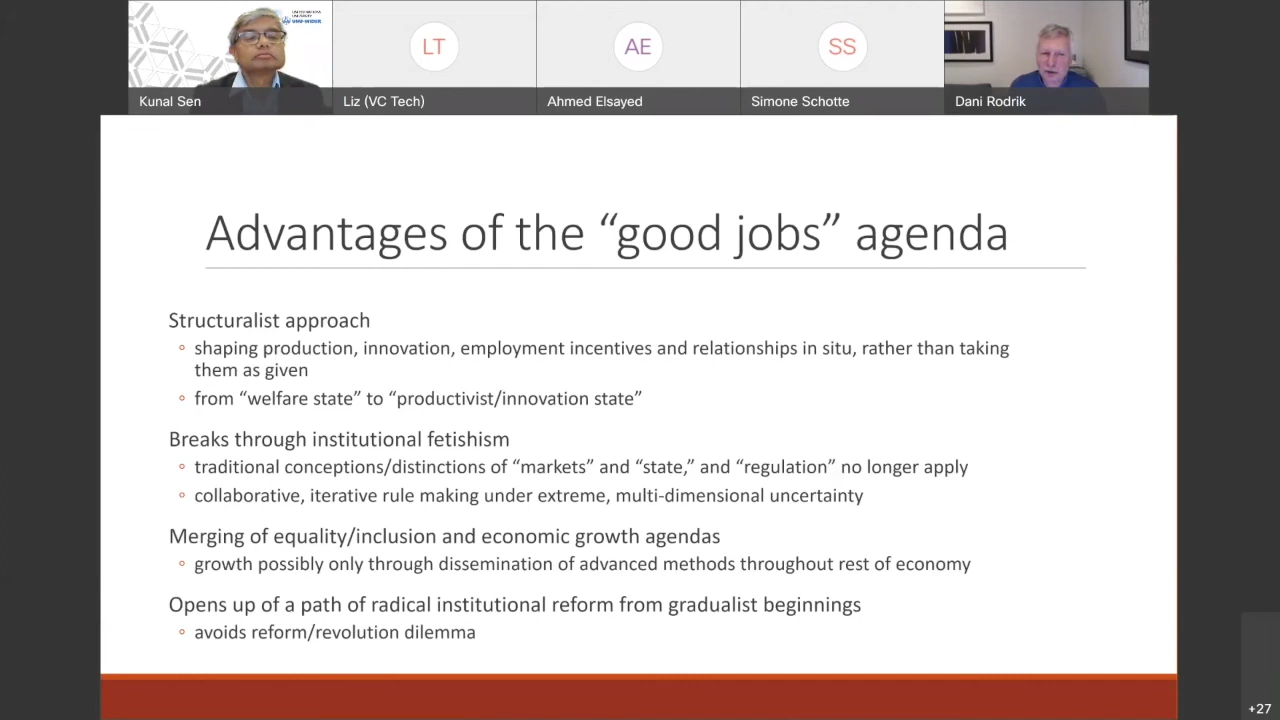 UNU-WIDER
LT
AE
SS
Kunal Sen
Liz (VC Tech)
Ahmed Elsayed
Simone Schotte
Dani Rodrik
Advantages of the “good jobs” agenda
Structuralist approach
◦ shaping production, innovation, employment incentives and relationships in situ, rather than taking
them as given
◦ from “welfare state” to “productivist/innovation state”
Breaks through institutional fetishism
◦ traditional conceptions/distinctions of “markets” and “state,” and “regulation” no longer apply
◦ collaborative, iterative rule making under extreme, multi-dimensional uncertainty
Merging of equality/inclusion and economic growth agendas
◦ growth possibly only through dissemination of advanced methods throughout rest of economy
Opens up of a path of radical institutional reform from gradualist beginnings
◦ avoids reform/revolution dilemma
+27